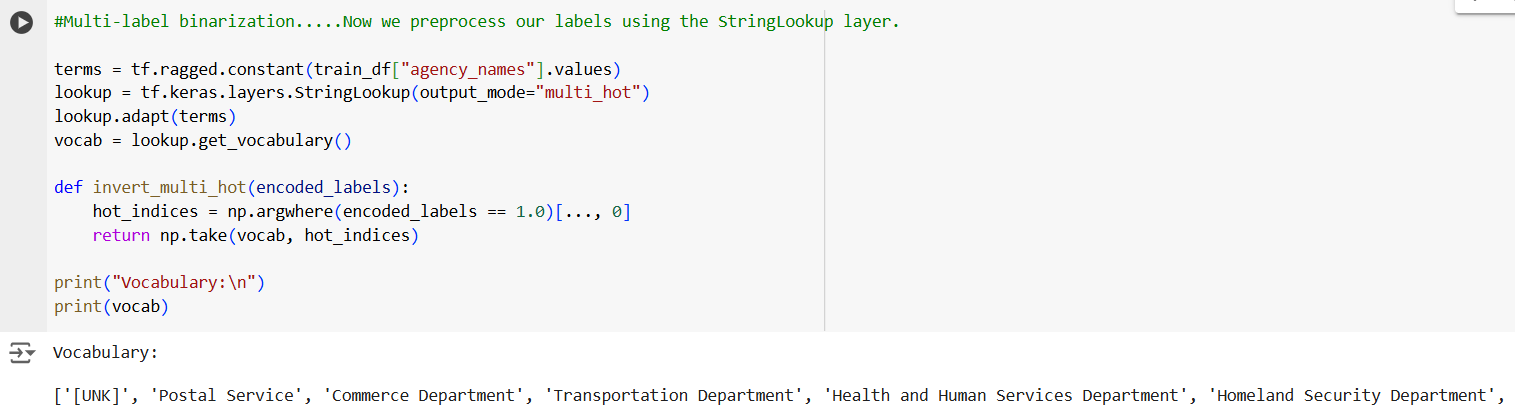 #Multi-label binarization.....Now we preprocess our labels using the StringLookup layer.
terms = tf.ragged.constant(train_df["agency_names"].values)
lookup = tf.keras.layers.StringLookup(output_mode="multi_hot")
lookup.adapt(terms)
vocab = lookup.get_vocabulary()
def invert_multi_hot(encoded_labels):
    hot_indices = np.argwhere(encoded_labels == 1.0)[..., 0]
    return np.take(vocab, hot_indices)
print("Vocabulary:\n")
print(vocab)
Vocabulary:
['[UNK]', 'Postal Service', 'Commerce Department', 'Transportation Department', 'Health and Human Services Department', 'Homeland Security Department',